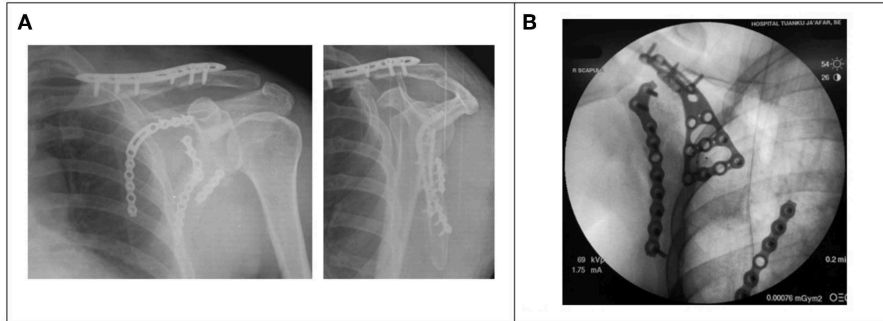 A
B
HOSPITAL TUANKU JA'AFAR, SE
R SCAPULA
54
26
69 kVp
1.75 mA
0.2 mi
0.00076 mGym2